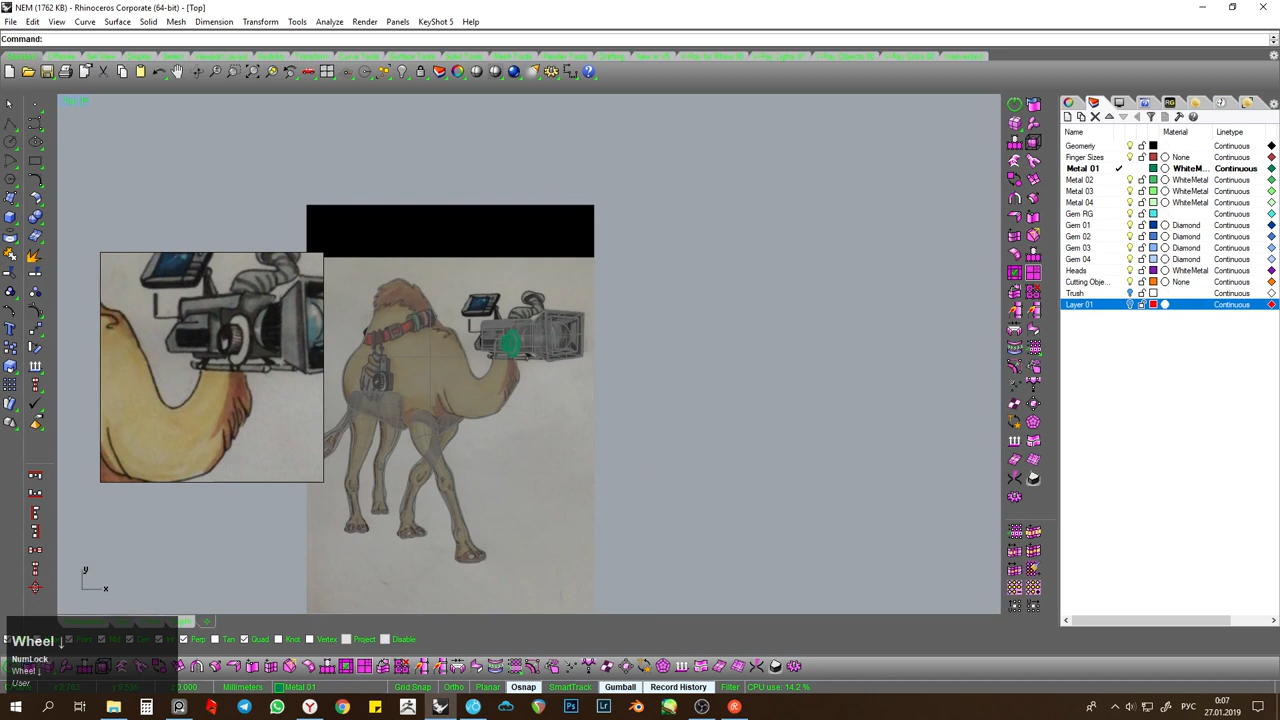 NEM (1762 KB) - Rhinoceros Corporate (64-bit) - [Top]
File Edit View Curve Surface Solid Mesh Dimension Transform Tools Analyze Render Panels KeyShot 5 Help
Command:
Name Material Linetype
Geomeriy Continuous
Finger Sizes None Continuous
Metal 01 ✓ WhiteM... Continuous
Metal 02 WhiteMetal Continuous
Metal 03 WhiteMetal Continuous
Metal 04 WhiteMetal Continuous
Gem RG Continuous
Gem 01 Diamond Continuous
Gem 02 Diamond Continuous
Gem 03 Diamond Continuous
Gem 04 Diamond Continuous
Heads WhiteMetal Continuous
Cutting Obje... None Continuous
Trush Continuous
Layer 01 Continuous
y
x
Wheel ↓
NumLock
Wheel ↓
User
Perp Tan Quad Knot Vertex Project Disable
Millimeters Metal 01 Grid Snap Ortho Planar Osnap SmartTrack Gumball Record History Filter CPU use: 14.2 %
РУС
0:07
27.01.2019